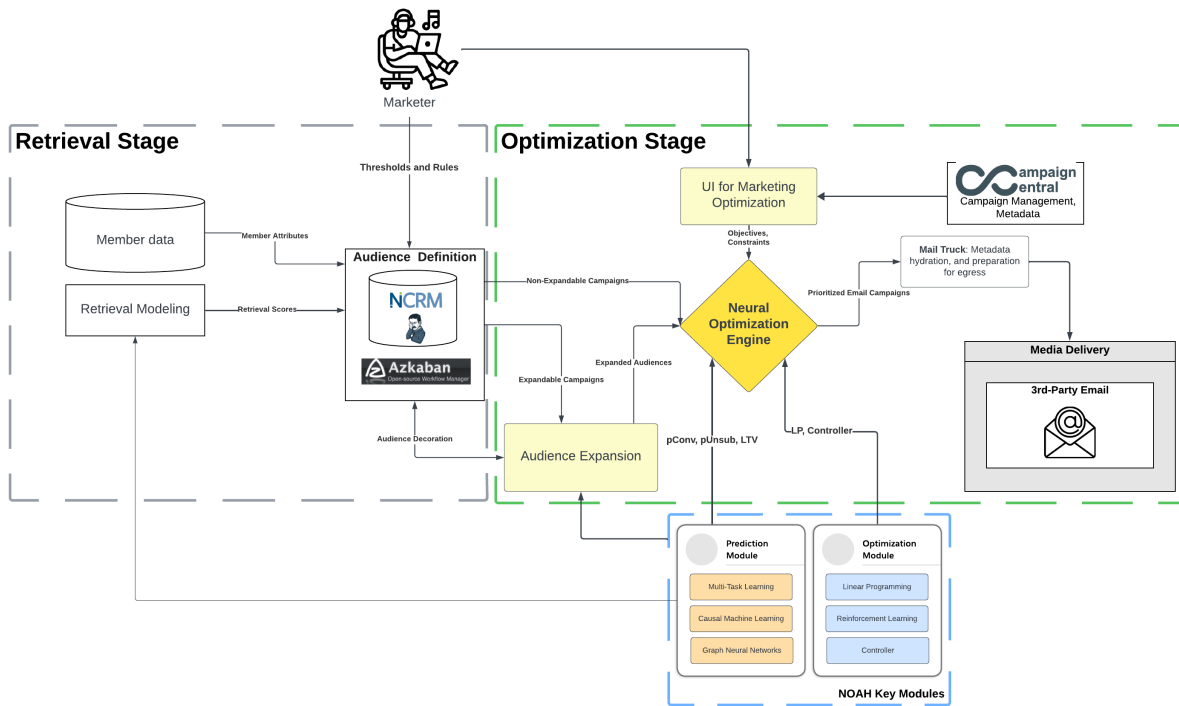 Marketer
Retrieval Stage
Optimization Stage
Thresholds and Rules
UI for Marketing
Optimization
ampaign
entral
Campaign Management,
Metadata
Member data
Member Attributes
Objectives,
Constraints
Mail Truck: Metadata
hydration, and preparation
for egress
Audience Definition
NCRM
Azkaban
Open-source Workflow Manager
Retrieval Modeling
Retrieval Scores
Non-Expandable Campaigns
Prioritized Email Campaigns
Neural
Optimization
Engine
Expanded Audiences
Expandable Campaigns
Media Delivery
3rd-Party Email
Audience Decoration
Audience Expansion
pConv, pUnsub, LTV
LP, Controller
Prediction
Module
Multi-Task Learning
Causal Machine Learning
Graph Neural Networks
Optimization
Module
Linear Programming
Reinforcement Learning
Controller
NOAH Key Modules